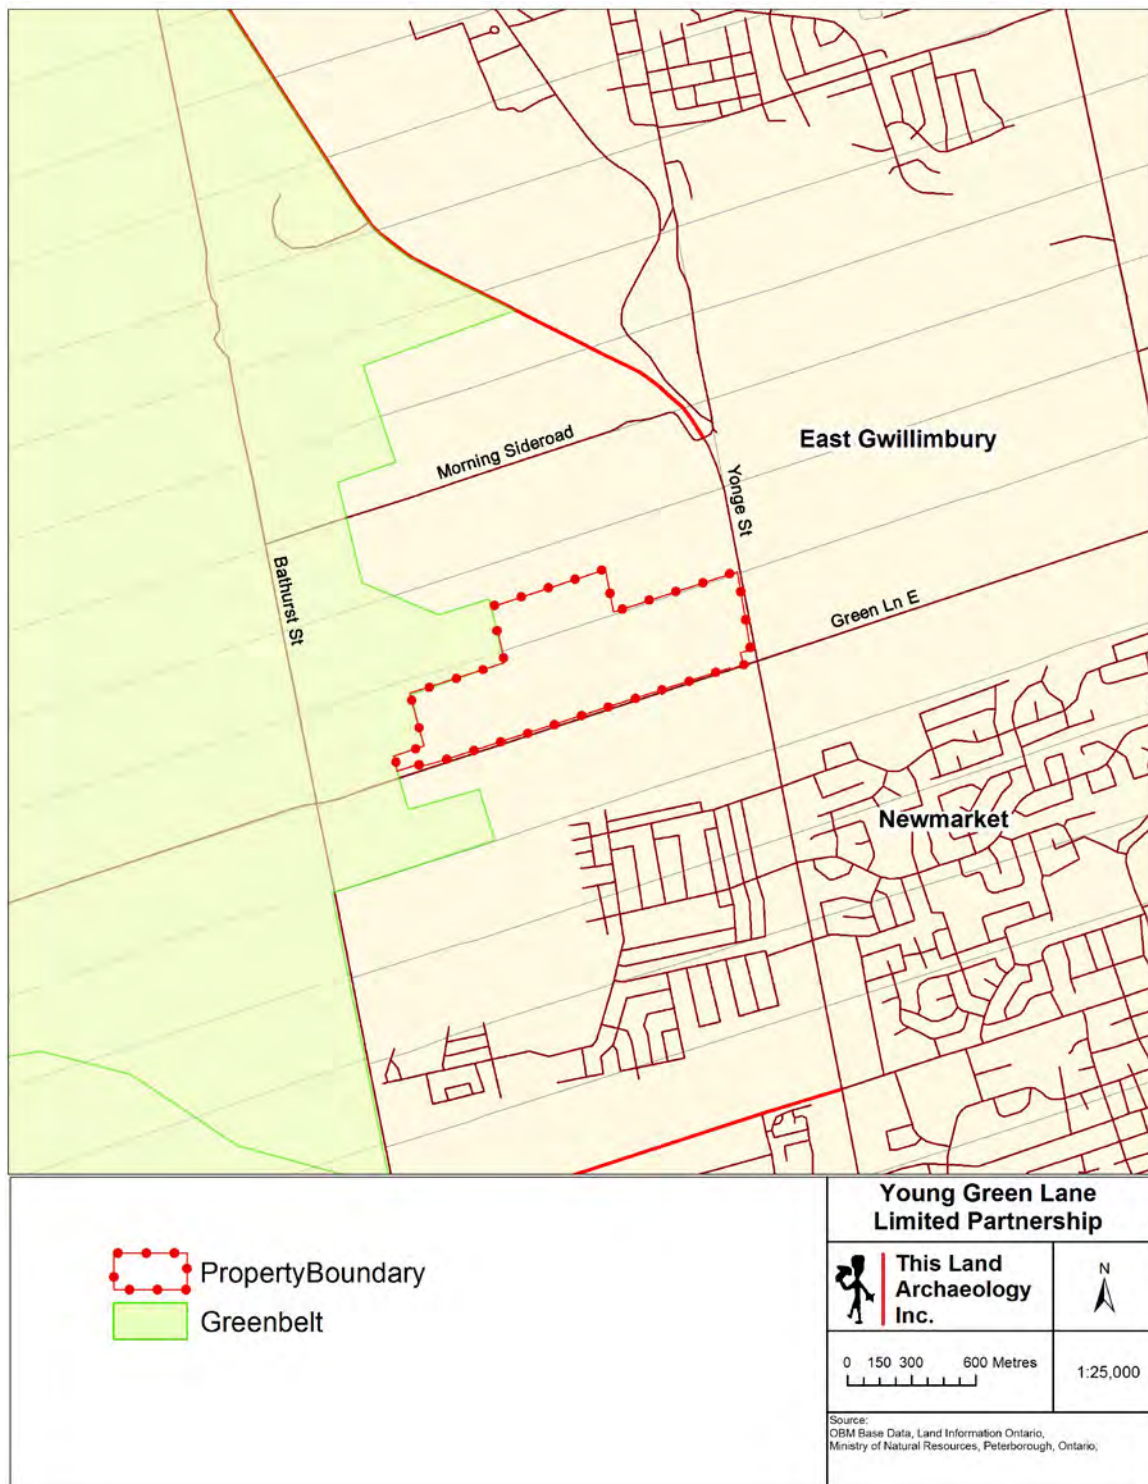 East Gwillimbury
Morning Sideroad
Yonge St
Bathurst St
Green Ln E
Newmarket
PropertyBoundary
Greenbelt
Young Green Lane
Limited Partnership
This Land
Archaeology
Inc.
N
0 150 300 600 Metres
1:25,000
Source:
OBM Base Data, Land Information Ontario,
Ministry of Natural Resources, Peterborough, Ontario,